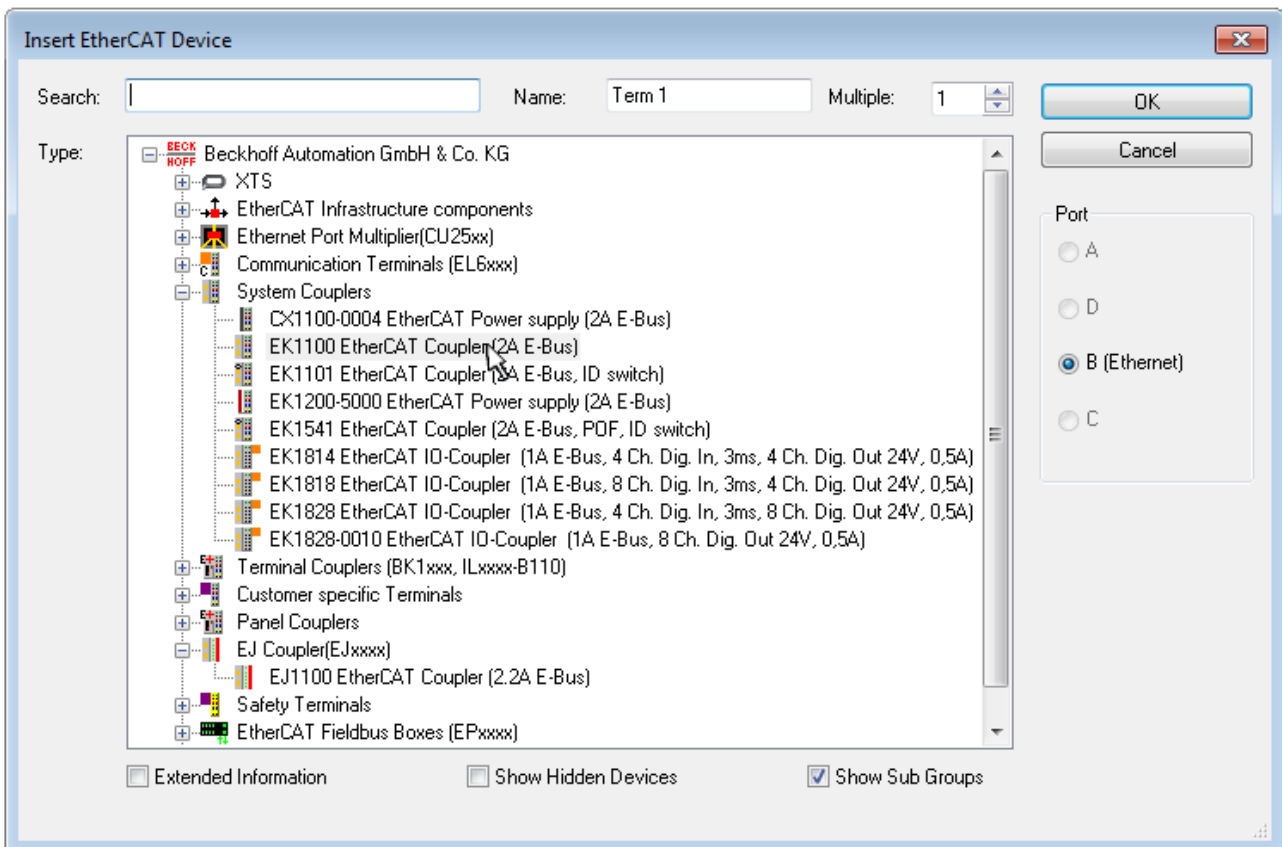 Insert EtherCAT Device
Search: Name: Term 1 Multiple: 1 OK
Type: Cancel
BECKHOFF Beckhoff Automation GmbH & Co. KG
XTS
EtherCAT Infrastructure components
Ethernet Port Multiplier(CU25xx)
Communication Terminals (EL6xxx)
System Couplers
CX1100-0004 EtherCAT Power supply (2A E-Bus)
EK1100 EtherCAT Coupler (2A E-Bus)
EK1101 EtherCAT Coupler (2A E-Bus, ID switch)
EK1200-5000 EtherCAT Power supply (2A E-Bus)
EK1541 EtherCAT Coupler (2A E-Bus, POF, ID switch)
EK1814 EtherCAT IO-Coupler (1A E-Bus, 4 Ch. Dig. In, 3ms, 4 Ch. Dig. Out 24V, 0,5A)
EK1818 EtherCAT IO-Coupler (1A E-Bus, 8 Ch. Dig. In, 3ms, 4 Ch. Dig. Out 24V, 0,5A)
EK1828 EtherCAT IO-Coupler (1A E-Bus, 4 Ch. Dig. In, 3ms, 8 Ch. Dig. Out 24V, 0,5A)
EK1828-0010 EtherCAT IO-Coupler (1A E-Bus, 8 Ch. Dig. Out 24V, 0,5A)
Terminal Couplers (BK1xxx, ILxxxx-B110)
Customer specific Terminals
Panel Couplers
EJ Coupler(EJxxxx)
EJ1100 EtherCAT Coupler (2.2A E-Bus)
Safety Terminals
EtherCAT Fieldbus Boxes (EPxxxx)
Port
A
D
B (Ethernet)
C
Extended Information Show Hidden Devices Show Sub Groups